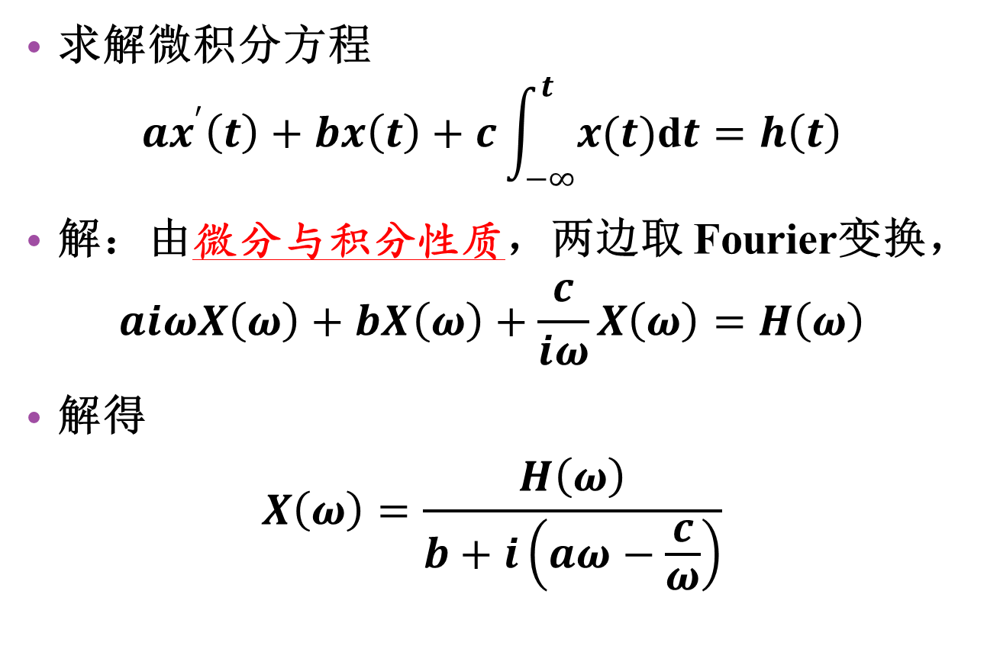 • 求解微积分方程
$ax'(t) + bx(t) + c\int_{-\infty}^{t} x(t)\mathrm{d}t = h(t)$
• 解：由微分与积分性质，两边取 Fourier变换，
$ai\omega X(\omega) + bX(\omega) + \frac{c}{i\omega}X(\omega) = H(\omega)$
• 解得
$X(\omega) = \frac{H(\omega)}{b + i\left(a\omega - \frac{c}{\omega}\right)}$